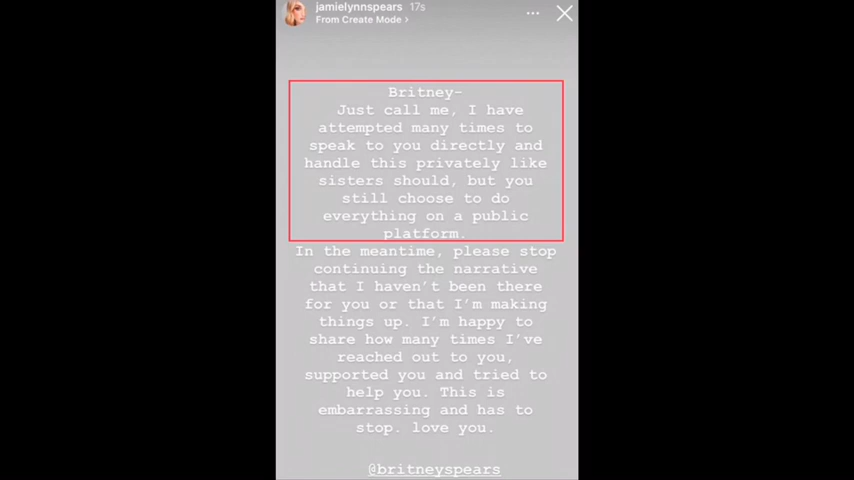 jamielynnspears 17s
From Create Mode >
Britney-
Just call me, I have
attempted many times to
speak to you directly and
handle this privately like
sisters should, but you
still choose to do
everything on a public
platform.
In the meantime, please stop
continuing the narrative
that I haven't been there
for you or that I'm making
things up. I'm happy to
share how many times I've
reached out to you,
supported you and tried to
help you. This is
embarrassing and has to
stop. love you.
@britneyspears